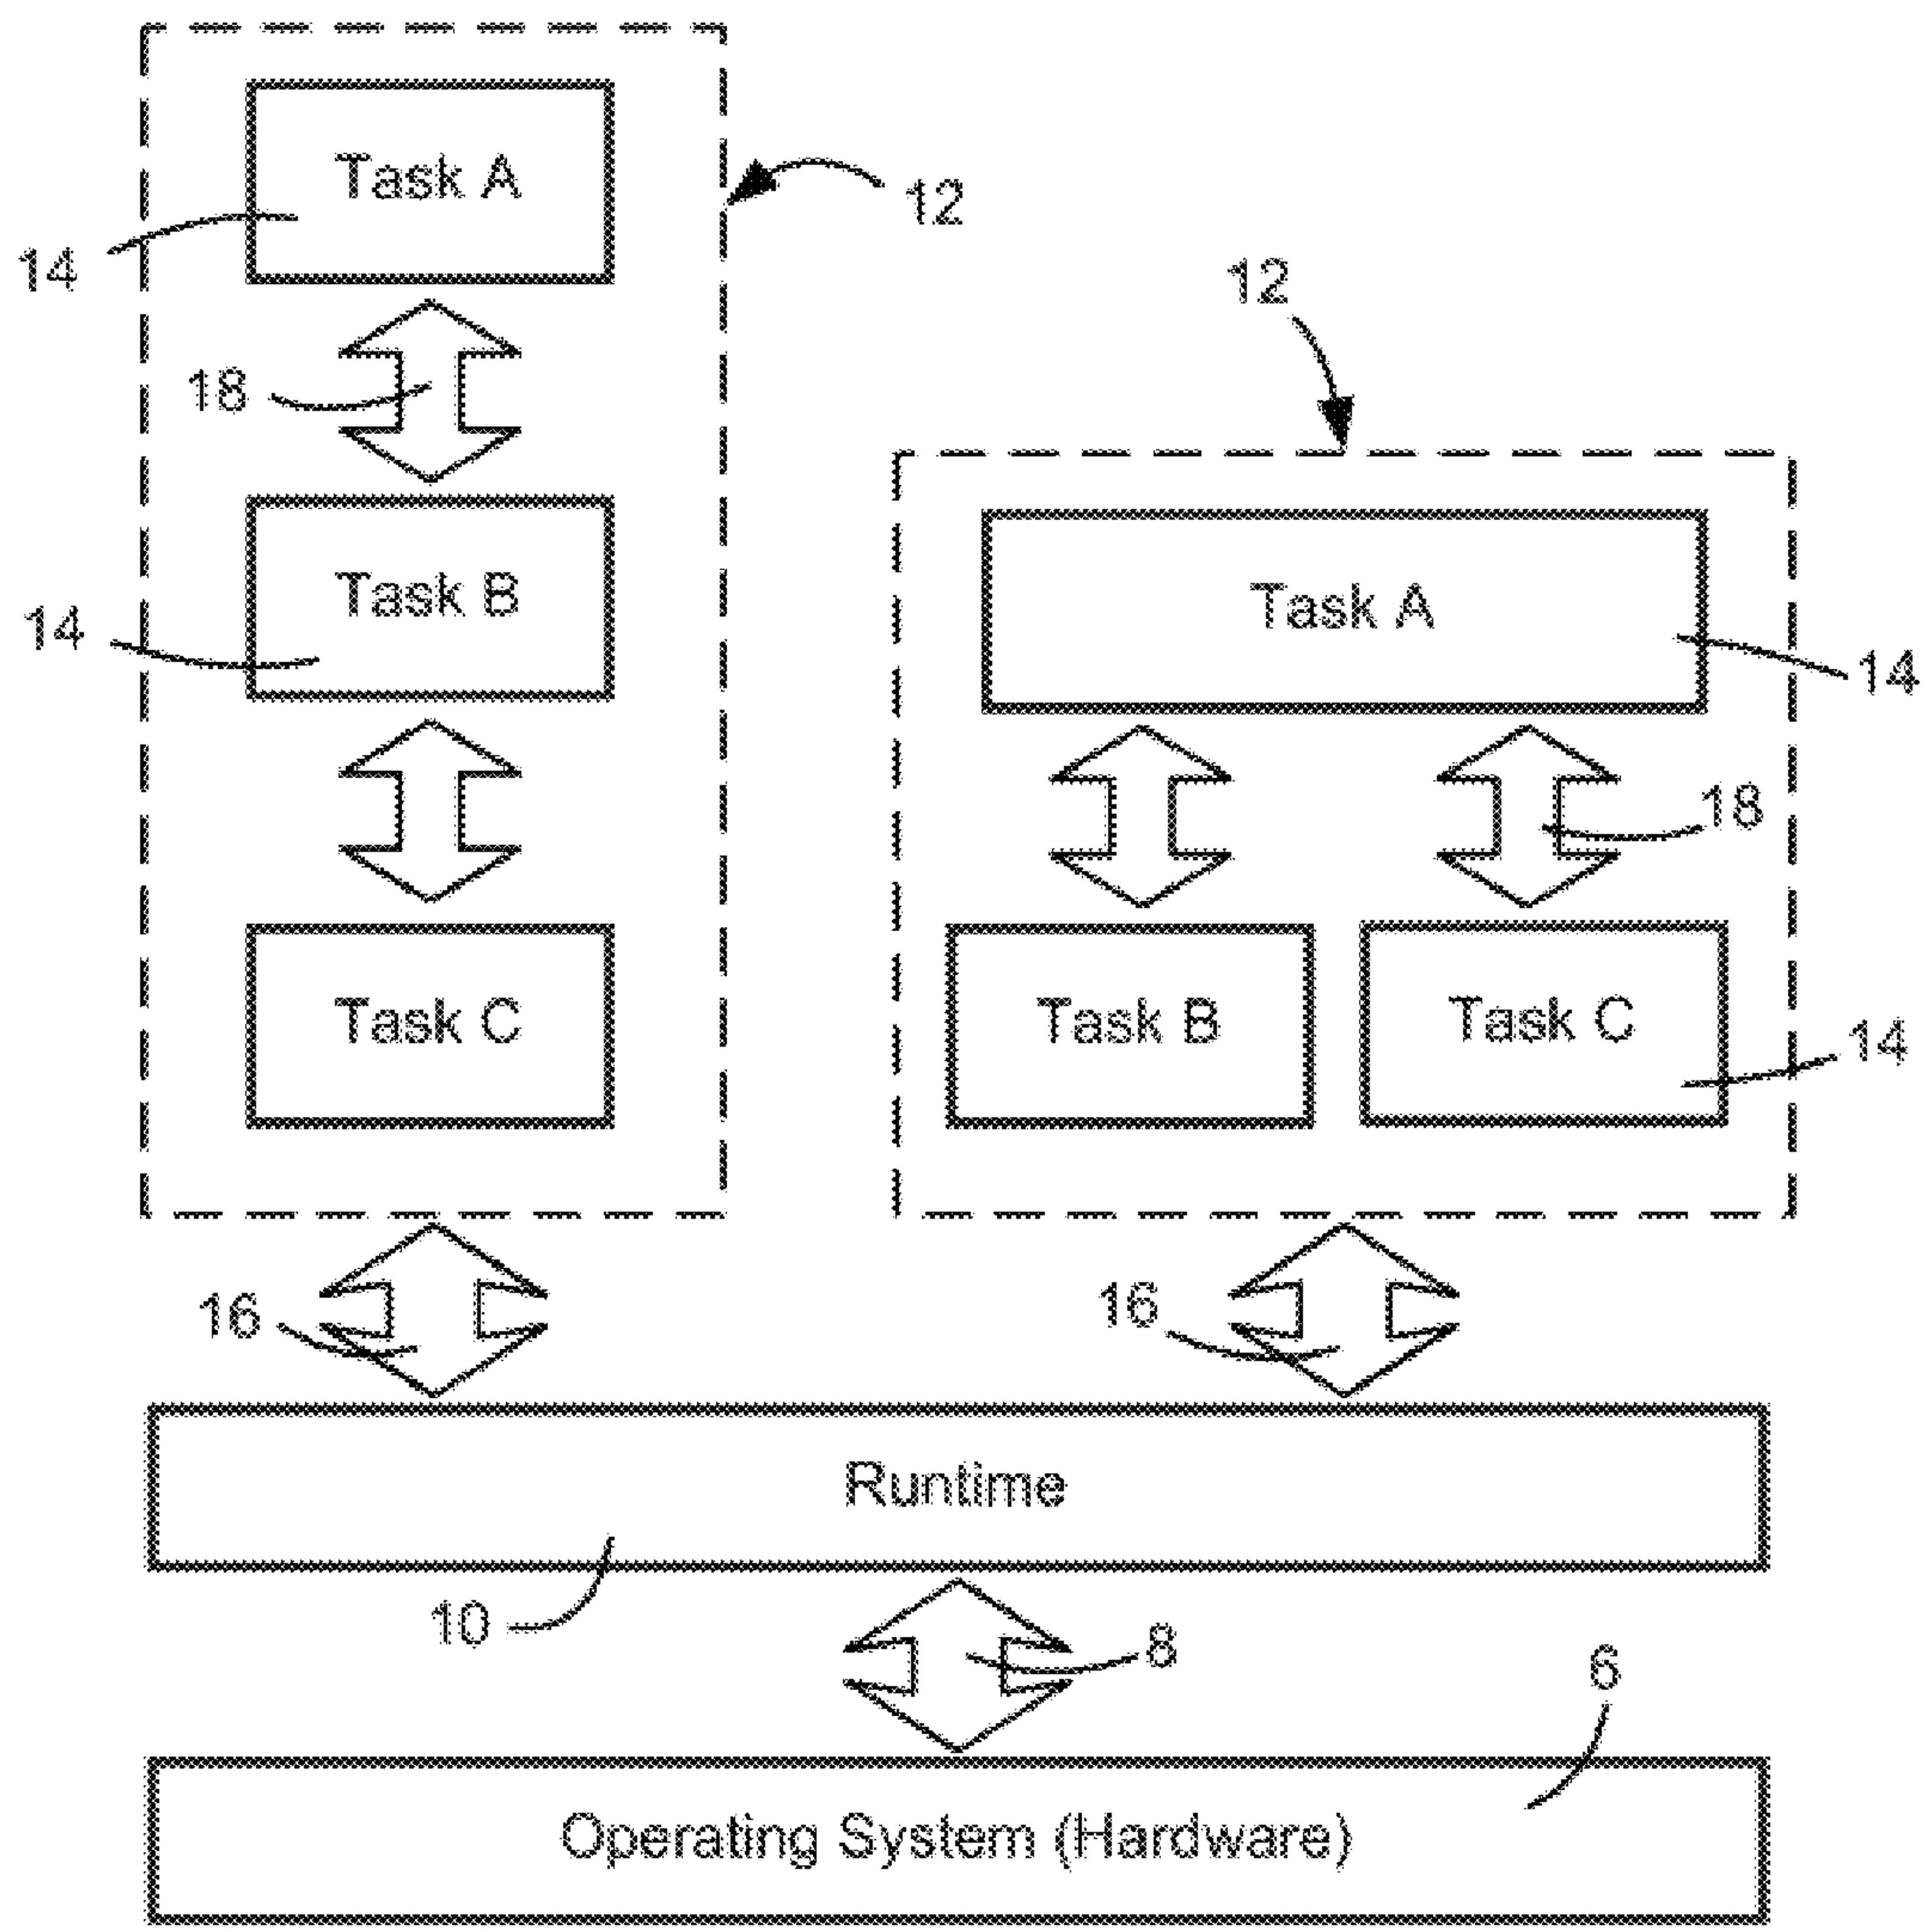 Task A
12
14
12
18
Task B
Task A
14
14
18
Task C
Task B
Task C
14
16
16
Runtime
10
8
6
Operating System (Hardware)